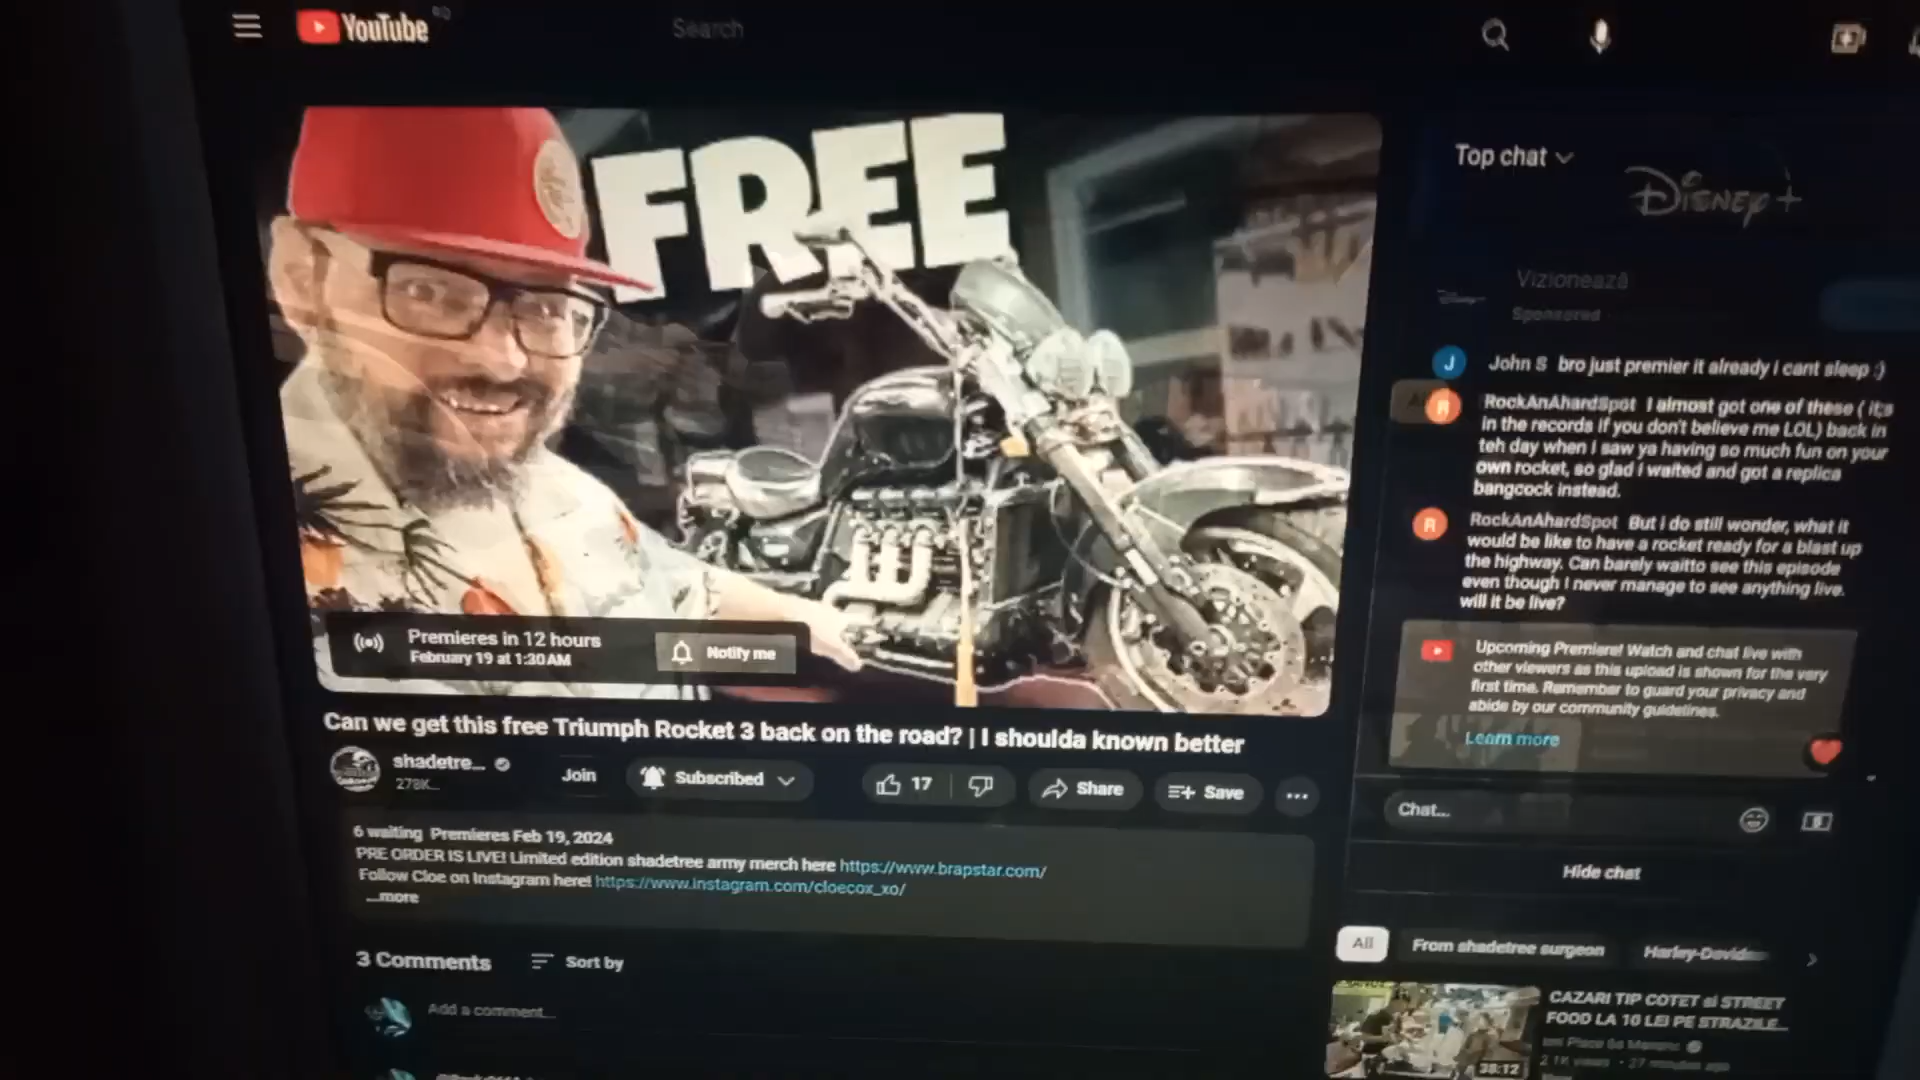 YouTube
Search
FREE
Top chat
Disney+
Vizionează
Sponsored
John S bro just premier it already i cant sleep :)
RockAnAhardSpot I almost got one of these ( it;s
in the records if you don't believe me LOL) back in
teh day when I saw ya having so much fun on your
own rocket, so glad i waited and got a replica
bangcock instead.
RockAnAhardSpot But i do still wonder, what it
would be like to have a rocket ready for a blast up
the highway. Can barely waitto see this episode
even though I never manage to see anything live.
will it be live?
Premieres in 12 hours
February 19 at 1:30 AM
Notify me
Upcoming Premiere! Watch and chat live with
other viewers as this upload is shown for the very
first time. Remember to guard your privacy and
abide by our community guidelines.
Learn more
Can we get this free Triumph Rocket 3 back on the road? | I shoulda known better
shadetre...
278K...
Join
Subscribed
17
Share
Save
Chat...
Hide chat
6 waiting Premieres Feb 19, 2024
PRE ORDER IS LIVE! Limited edition shadetree army merch here https://www.brapstar.com/
Follow Cloe on Instagram here! https://www.instagram.com/cloecox_xo/
...more
All
From shadetree surgeon
Harley-Davids
3 Comments
Sort by
Add a comment...
CAZARI TIP COTET si STREET
FOOD LA 10 LEI PE STRAZILE...
2.1K views • 27 minutes ago
38:12